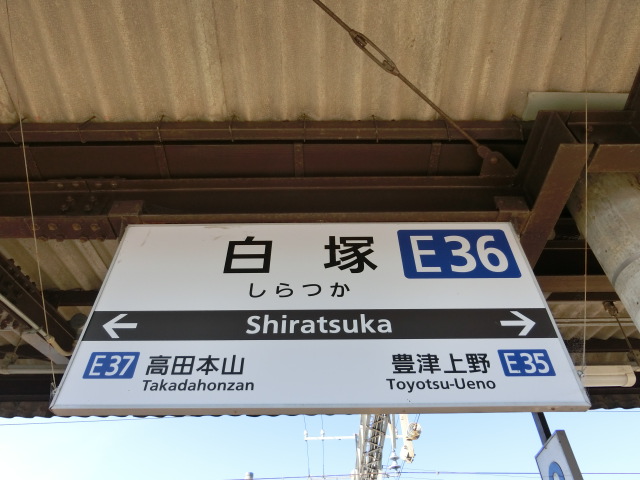 白塚 E36
しらつか
← Shiratsuka →
E37 高田本山 豊津上野 E35
Takadahonzan Toyotsu-Ueno